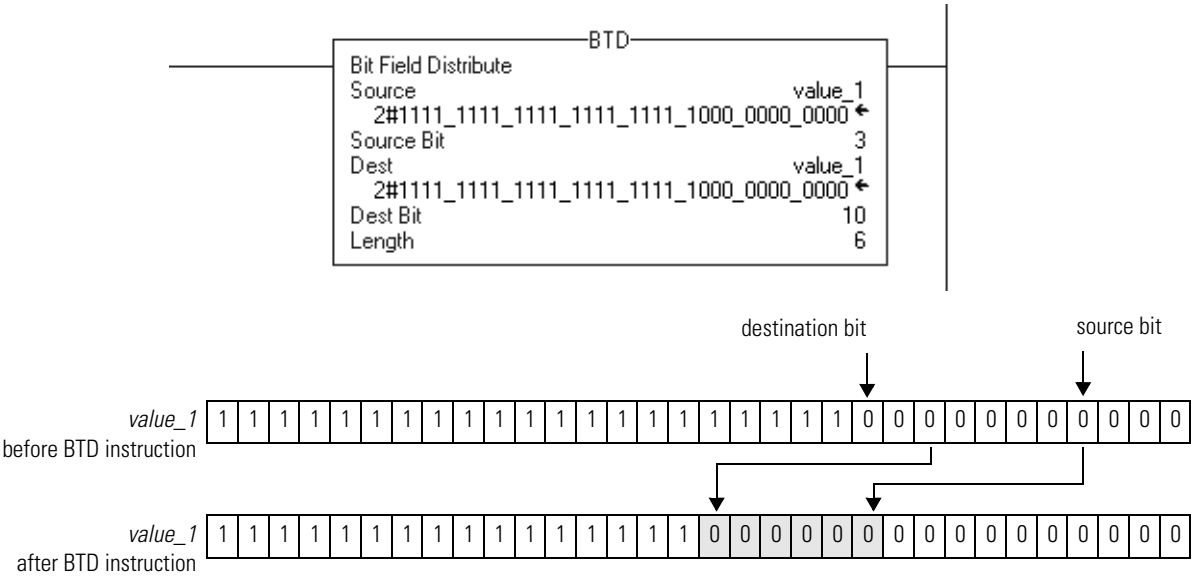 BTD
Bit Field Distribute
Source value_1
2#1111_1111_1111_1111_1111_1000_0000_0000
Source Bit 3
Dest value_1
2#1111_1111_1111_1111_1111_1000_0000_0000
Dest Bit 10
Length 6
destination bit source bit
value_1 1 1 1 1 1 1 1 1 1 1 1 1 1 1 1 1 1 1 1 1 1 0 0 0 0 0 0 0 0 0 0 0
before BTD instruction
value_1 1 1 1 1 1 1 1 1 1 1 1 1 1 1 1 1 0 0 0 0 0 0 0 0 0 0 0 0 0 0 0 0
after BTD instruction